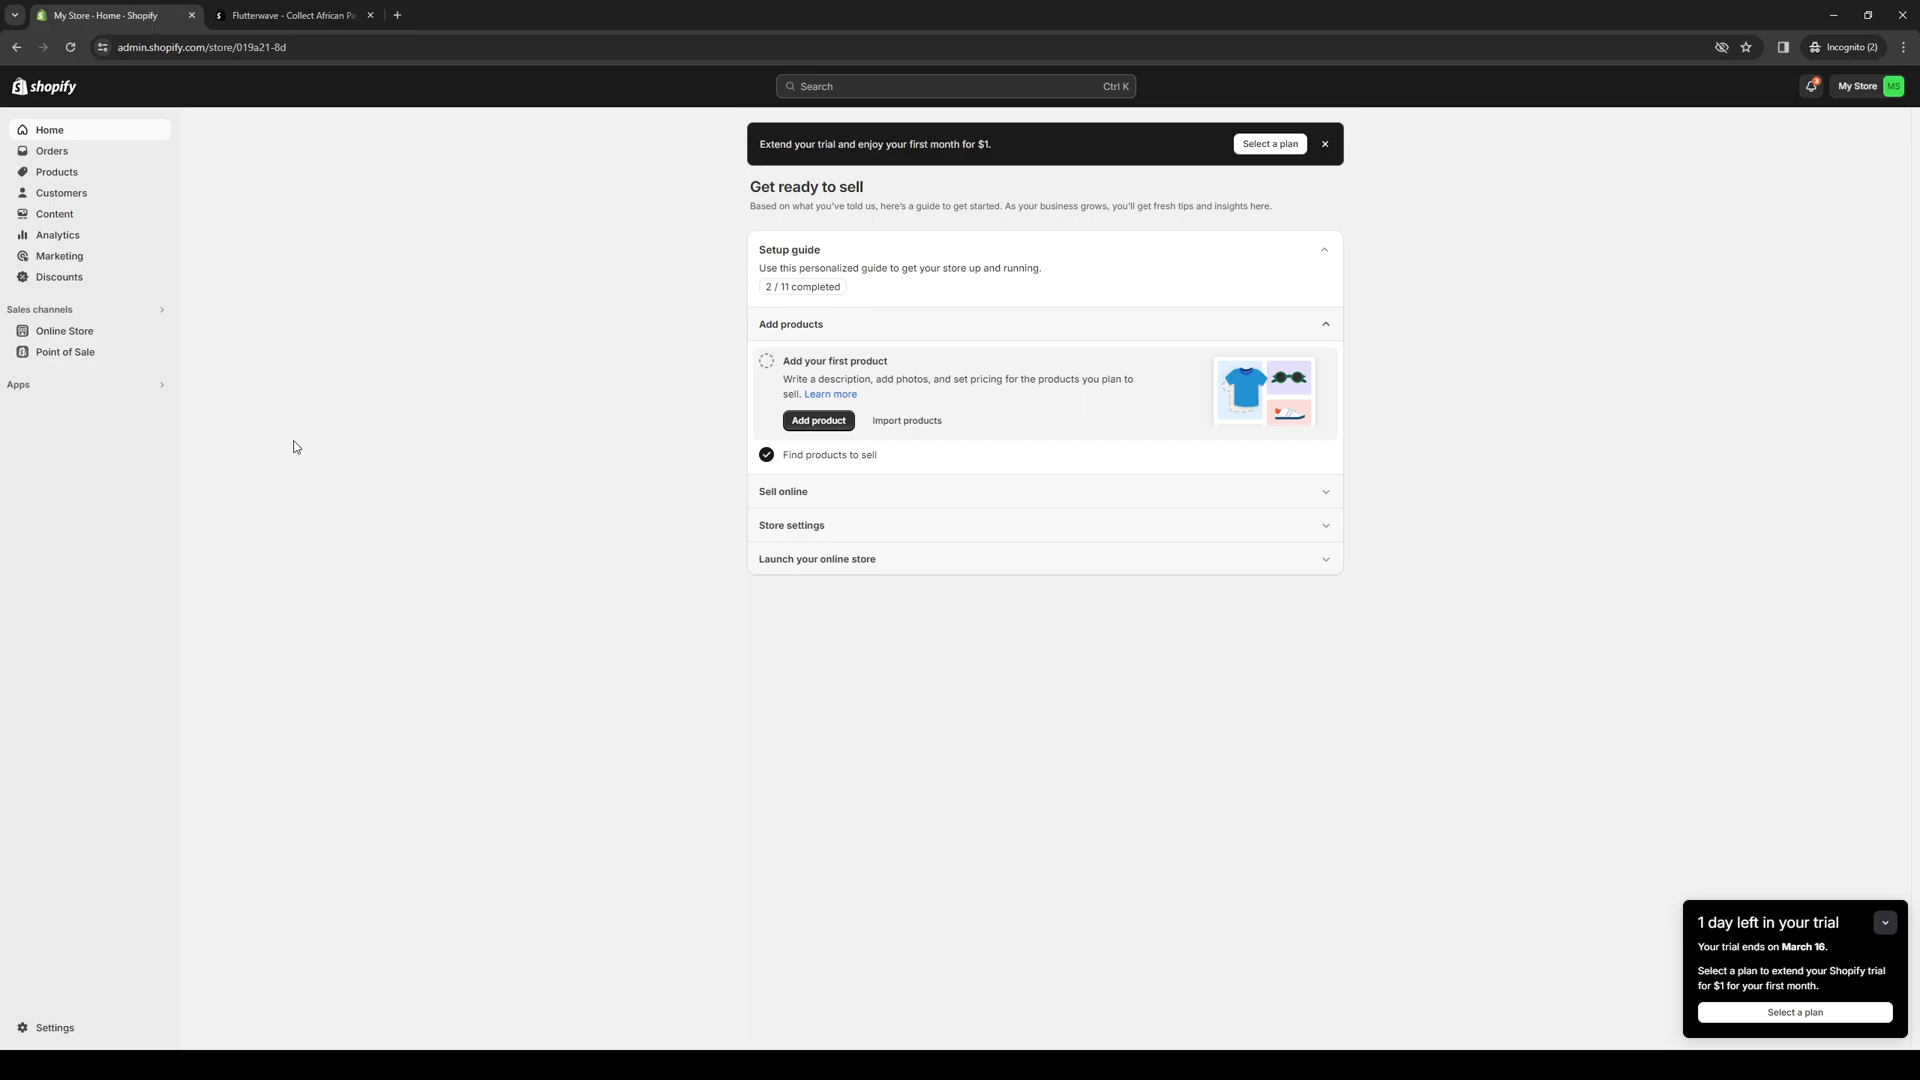 My Store · Home · Shopify
Flutterwave - Collect African Pa
admin.shopify.com/store/019a21-8d
Incognito (2)
shopify
Search
Ctrl K
3
My Store
MS
Home
Orders
Products
Customers
Content
Analytics
Marketing
Discounts
Sales channels
Online Store
Point of Sale
Apps
Settings
Extend your trial and enjoy your first month for $1.
Select a plan
Get ready to sell
Based on what you've told us, here's a guide to get started. As your business grows, you'll get fresh tips and insights here.
Setup guide
Use this personalized guide to get your store up and running.
2 / 11 completed
Add products
Add your first product
Write a description, add photos, and set pricing for the products you plan to
sell. Learn more
Add product
Import products
Find products to sell
Sell online
Store settings
Launch your online store
1 day left in your trial
Your trial ends on March 16.
Select a plan to extend your Shopify trial
for $1 for your first month.
Select a plan